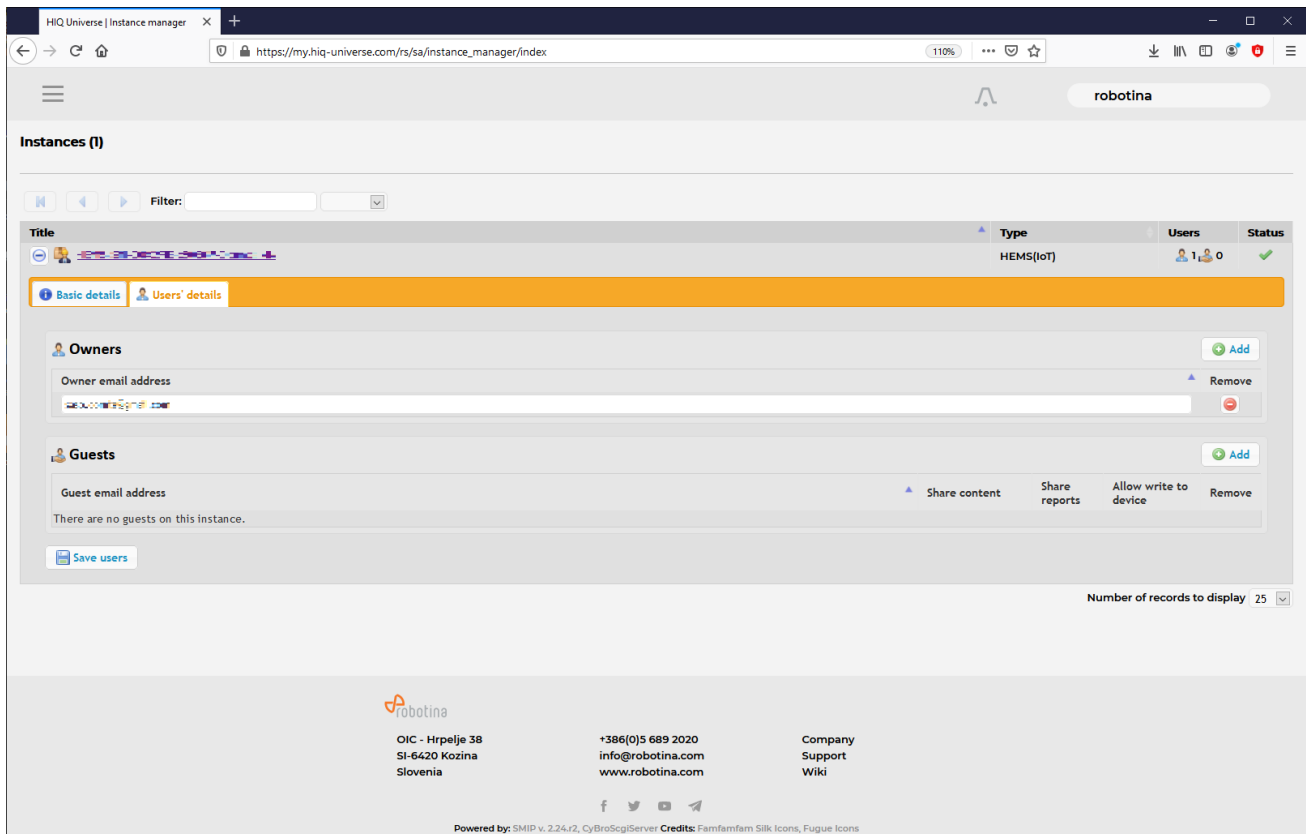 HIQ Universe | Instance manager
https://my.hiq-universe.com/rs/sa/instance_manager/index
110%
robotina
Instances (1)
Filter:
Title Type Users Status
HEMS(IoT) 1 0
Basic details Users' details
Owners Add
Owner email address Remove
Guests Add
Guest email address Share content Share reports Allow write to device Remove
There are no guests on this instance.
Save users
Number of records to display 25
robotina
OIC - Hrpelje 38 +386(0)5 689 2020 Company
SI-6420 Kozina info@robotina.com Support
Slovenia www.robotina.com Wiki
Powered by: SMIP v. 2.24.r2, CyBroScgiServer Credits: Famfamfam Silk Icons, Fugue Icons